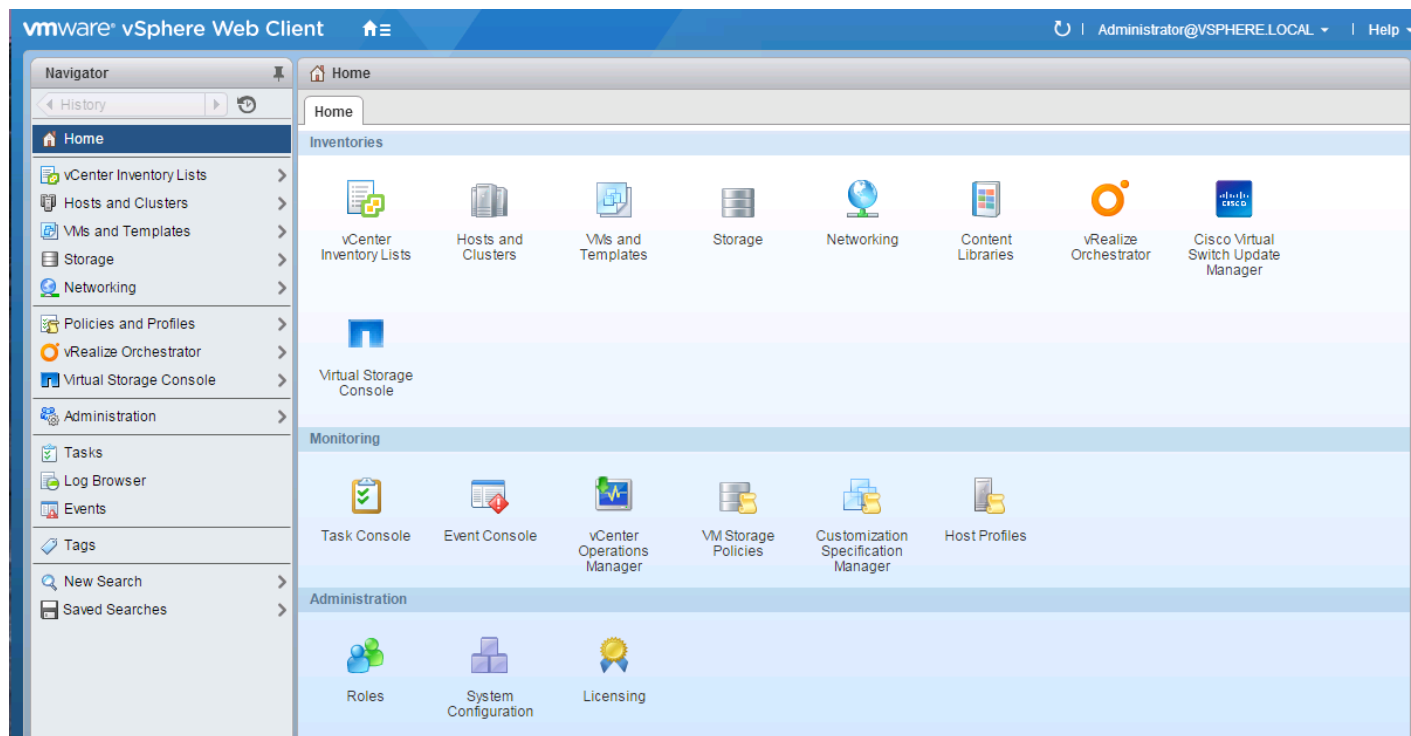 vmware® vSphere Web Client
Administrator@VSPHERE.LOCAL
Help
Navigator
History
Home
vCenter Inventory Lists
Hosts and Clusters
VMs and Templates
Storage
Networking
Policies and Profiles
vRealize Orchestrator
Virtual Storage Console
Administration
Tasks
Log Browser
Events
Tags
New Search
Saved Searches
Home
Home
Inventories
vCenter
Inventory Lists
Hosts and
Clusters
VMs and
Templates
Storage
Networking
Content
Libraries
vRealize
Orchestrator
CISCO
Cisco Virtual
Switch Update
Manager
Virtual Storage
Console
Monitoring
Task Console
Event Console
vCenter
Operations
Manager
VM Storage
Policies
Customization
Specification
Manager
Host Profiles
Administration
Roles
System
Configuration
Licensing